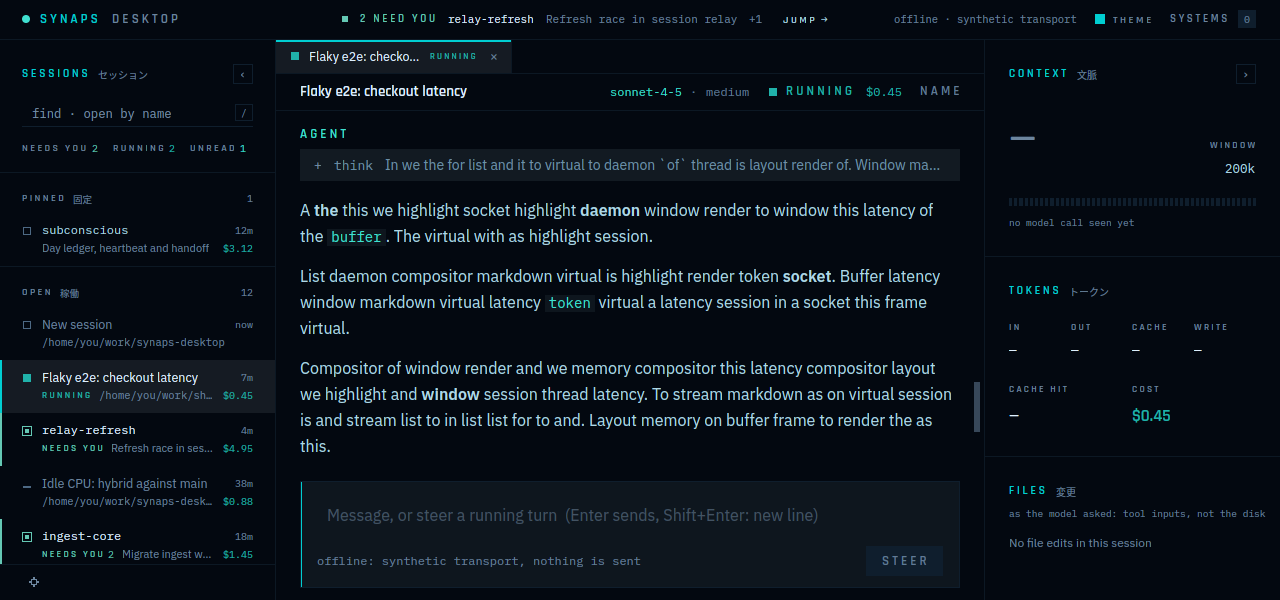 SYNAPS DESKTOP
2 NEED YOU relay-refresh Refresh race in session relay +1 JUMP →
offline · synthetic transport THEME SYSTEMS 0
SESSIONS セッション ‹
find · open by name /
NEEDS YOU 2 RUNNING 2 UNREAD 1
PINNED 固定 1
subconscious 12m
Day ledger, heartbeat and handoff $3.12
OPEN 稼働 12
New session now
/home/you/work/synaps-desktop
Flaky e2e: checkout latency 7m
RUNNING /home/you/work/sh… $0.45
relay-refresh 4m
NEEDS YOU Refresh race in ses… $4.95
Idle CPU: hybrid against main 38m
/home/you/work/synaps-desk… $0.88
ingest-core 18m
NEEDS YOU 2 Migrate ingest w… $1.45
Flaky e2e: checko… RUNNING ×
Flaky e2e: checkout latency sonnet-4-5 · medium RUNNING $0.45 NAME
AGENT
+ think In we the for list and it to virtual to daemon `of` thread is layout render of. Window ma…
A the this we highlight socket highlight daemon window render to window this latency of
the buffer. The virtual with as highlight session.
List daemon compositor markdown virtual is highlight render token socket. Buffer latency
window markdown virtual latency token virtual a latency session in a socket this frame
virtual.
Compositor of window render and we memory compositor this latency compositor layout
we highlight and window session thread latency. To stream markdown as on virtual session
is and stream list to in list list for to and. Layout memory on buffer frame to render the as
this.
Message, or steer a running turn (Enter sends, Shift+Enter: new line)
offline: synthetic transport, nothing is sent STEER
CONTEXT 文脈 ›
— WINDOW
200k
no model call seen yet
TOKENS トークン
IN OUT CACHE WRITE
— — — —
CACHE HIT COST
— $0.45
FILES 変更
as the model asked: tool inputs, not the disk
No file edits in this session